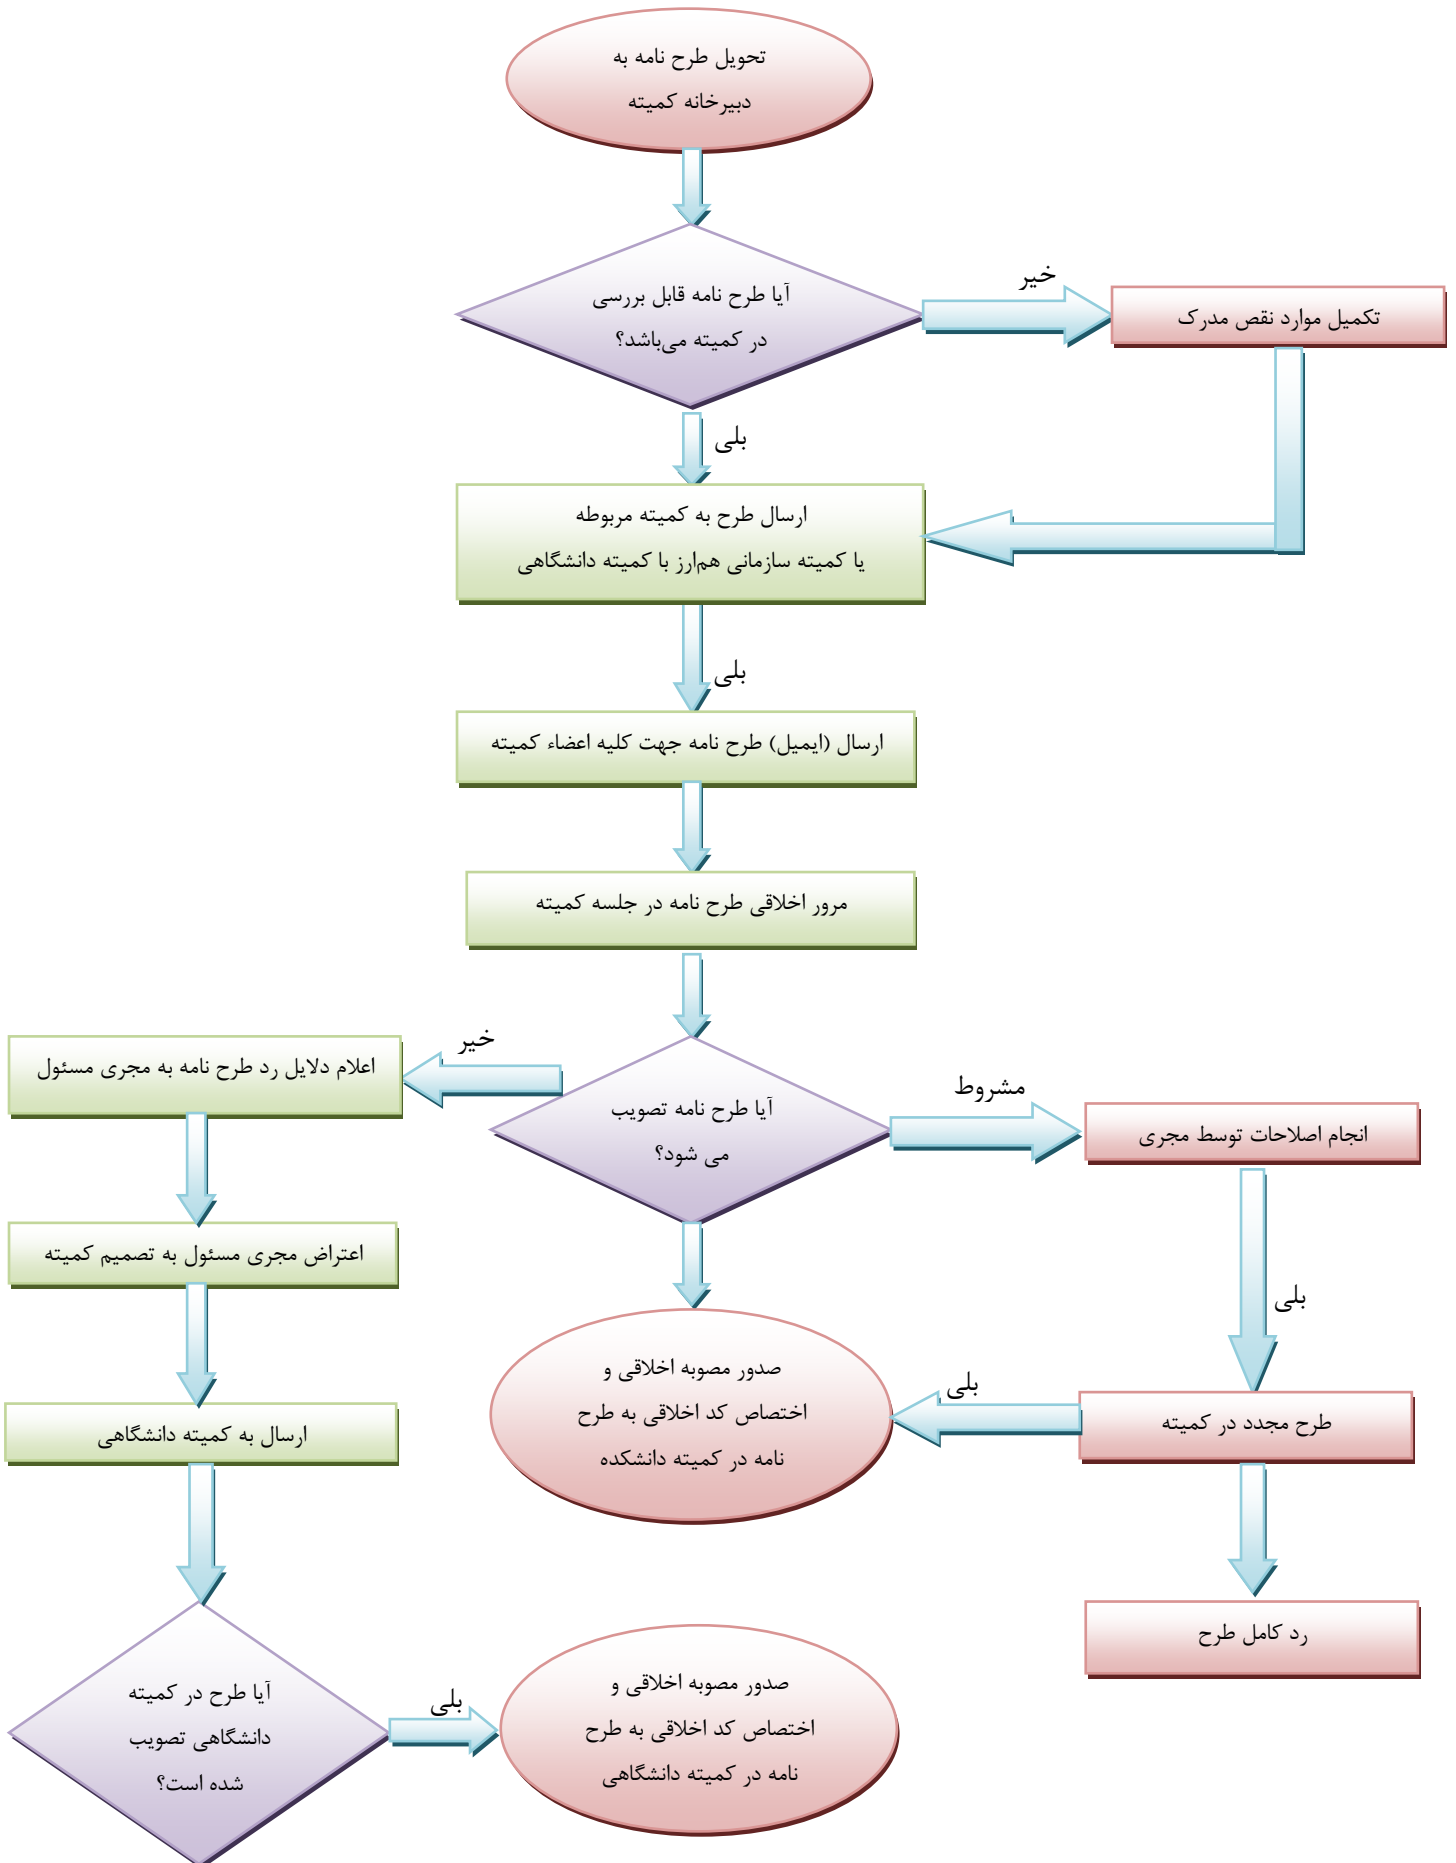 تحویل طرح نامه به
دبیرخانه کمیته
آیا طرح نامه قابل بررسی
در کمیته می‌باشد؟
خیر
تکمیل موارد نقص مدرک
بلی
ارسال طرح به کمیته مربوطه
یا کمیته سازمانی هم‌ارز با کمیته دانشگاهی
بلی
ارسال (ایمیل) طرح نامه جهت کلیه اعضاء کمیته
مرور اخلاقی طرح نامه در جلسه کمیته
آیا طرح نامه تصویب
می شود؟
مشروط
انجام اصلاحات توسط مجری
بلی
طرح مجدد در کمیته
بلی
رد کامل طرح
صدور مصوبه اخلاقی و
اختصاص کد اخلاقی به طرح
نامه در کمیته دانشکده
خیر
اعلام دلایل رد طرح نامه به مجری مسئول
اعتراض مجری مسئول به تصمیم کمیته
ارسال به کمیته دانشگاهی
آیا طرح در کمیته
دانشگاهی تصویب
شده است؟
بلی
صدور مصوبه اخلاقی و
اختصاص کد اخلاقی به طرح
نامه در کمیته دانشگاهی